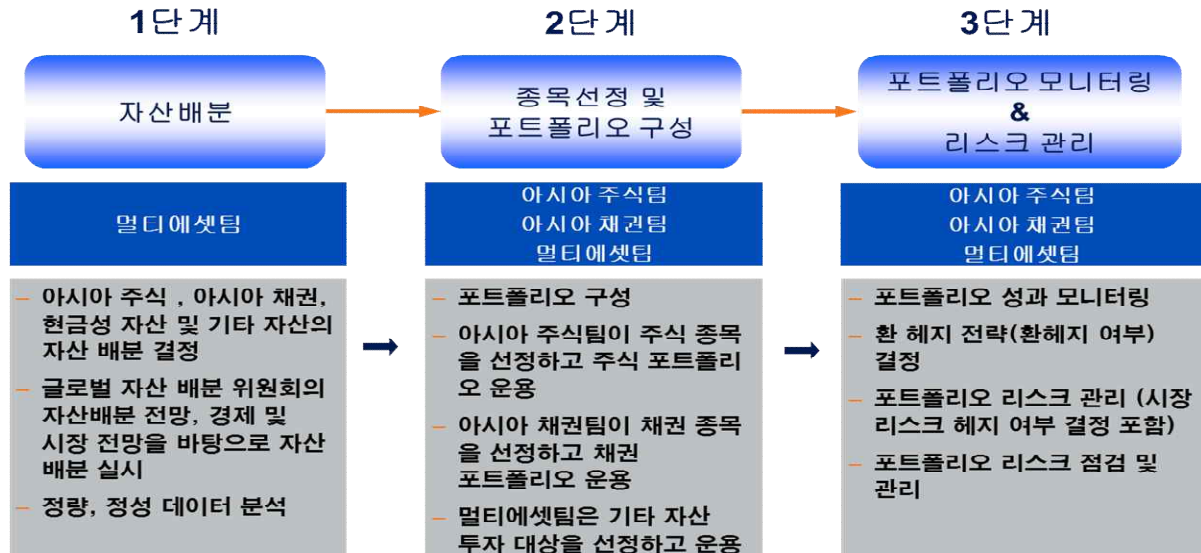 1단계
자산배분
멀티에셋팀
– 아시아 주식 , 아시아 채권,
현금성 자산 및 기타 자산의
자산 배분 결정
– 글로벌 자산 배분 위원회의
자산배분 전망, 경제 및
시장 전망을 바탕으로 자산
배분 실시
– 정량, 정성 데이터 분석
2단계
종목선정 및
포트폴리오 구성
아시아 주식팀
아시아 채권팀
멀티에셋팀
– 포트폴리오 구성
– 아시아 주식팀이 주식 종목
을 선정하고 주식 포트폴리
오 운용
– 아시아 채권팀이 채권 종목
을 선정하고 채권
포트폴리오 운용
– 멀티에셋팀은 기타 자산
투자 대상을 선정하고 운용
3단계
포트폴리오 모니터링
&
리스크 관리
아시아 주식팀
아시아 채권팀
멀티에셋팀
– 포트폴리오 성과 모니터링
– 환 헤지 전략(환헤지 여부)
결정
– 포트폴리오 리스크 관리 (시장
리스크 헤지 여부 결정 포함)
– 포트폴리오 리스크 점검 및
관리